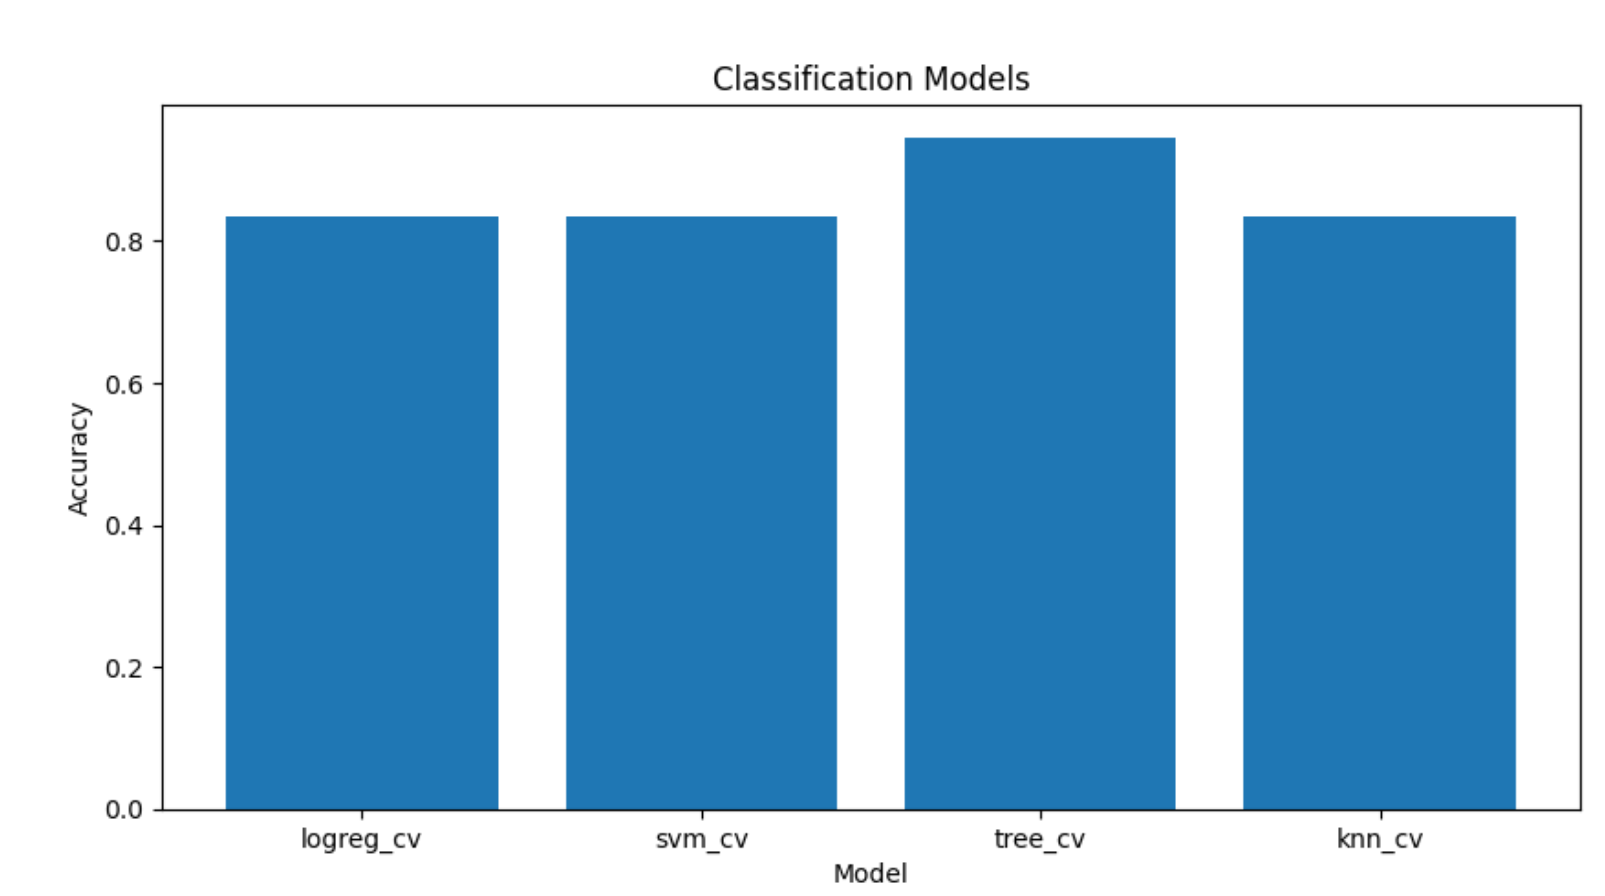 Classification Models
0.8
0.6
0.4
0.2
0.0
Accuracy
logreg_cv svm_cv tree_cv knn_cv
Model